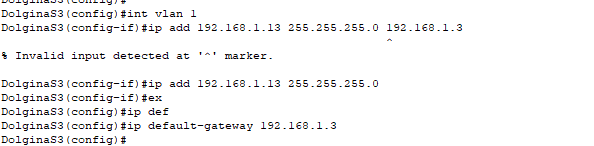 DolginaS3(config)#
DolginaS3(config)#int vlan 1
DolginaS3(config-if)#ip add 192.168.1.13 255.255.255.0 192.168.1.3
^
% Invalid input detected at '^' marker.
DolginaS3(config-if)#ip add 192.168.1.13 255.255.255.0
DolginaS3(config-if)#ex
DolginaS3(config)#ip def
DolginaS3(config)#ip default-gateway 192.168.1.3
DolginaS3(config)#